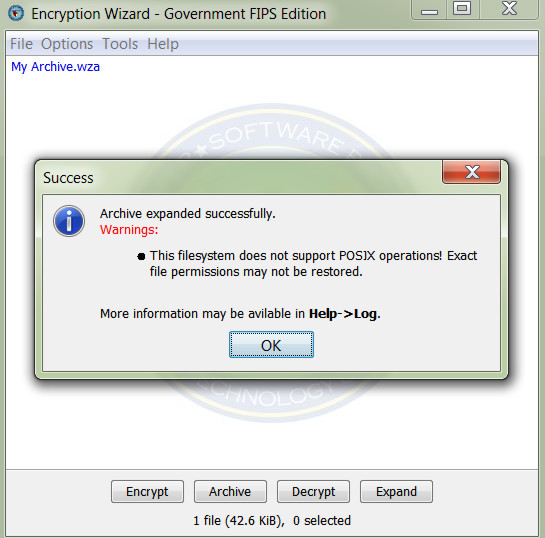 Encryption Wizard - Government FIPS Edition
File Options Tools Help
My Archive.wza
SOFTWARE
Success
Archive expanded successfully.
Warnings:
This filesystem does not support POSIX operations! Exact
file permissions may not be restored.
More information may be avilable in Help->Log.
OK
TECHNOLOGY
Encrypt Archive Decrypt Expand
1 file (42.6 KiB), 0 selected